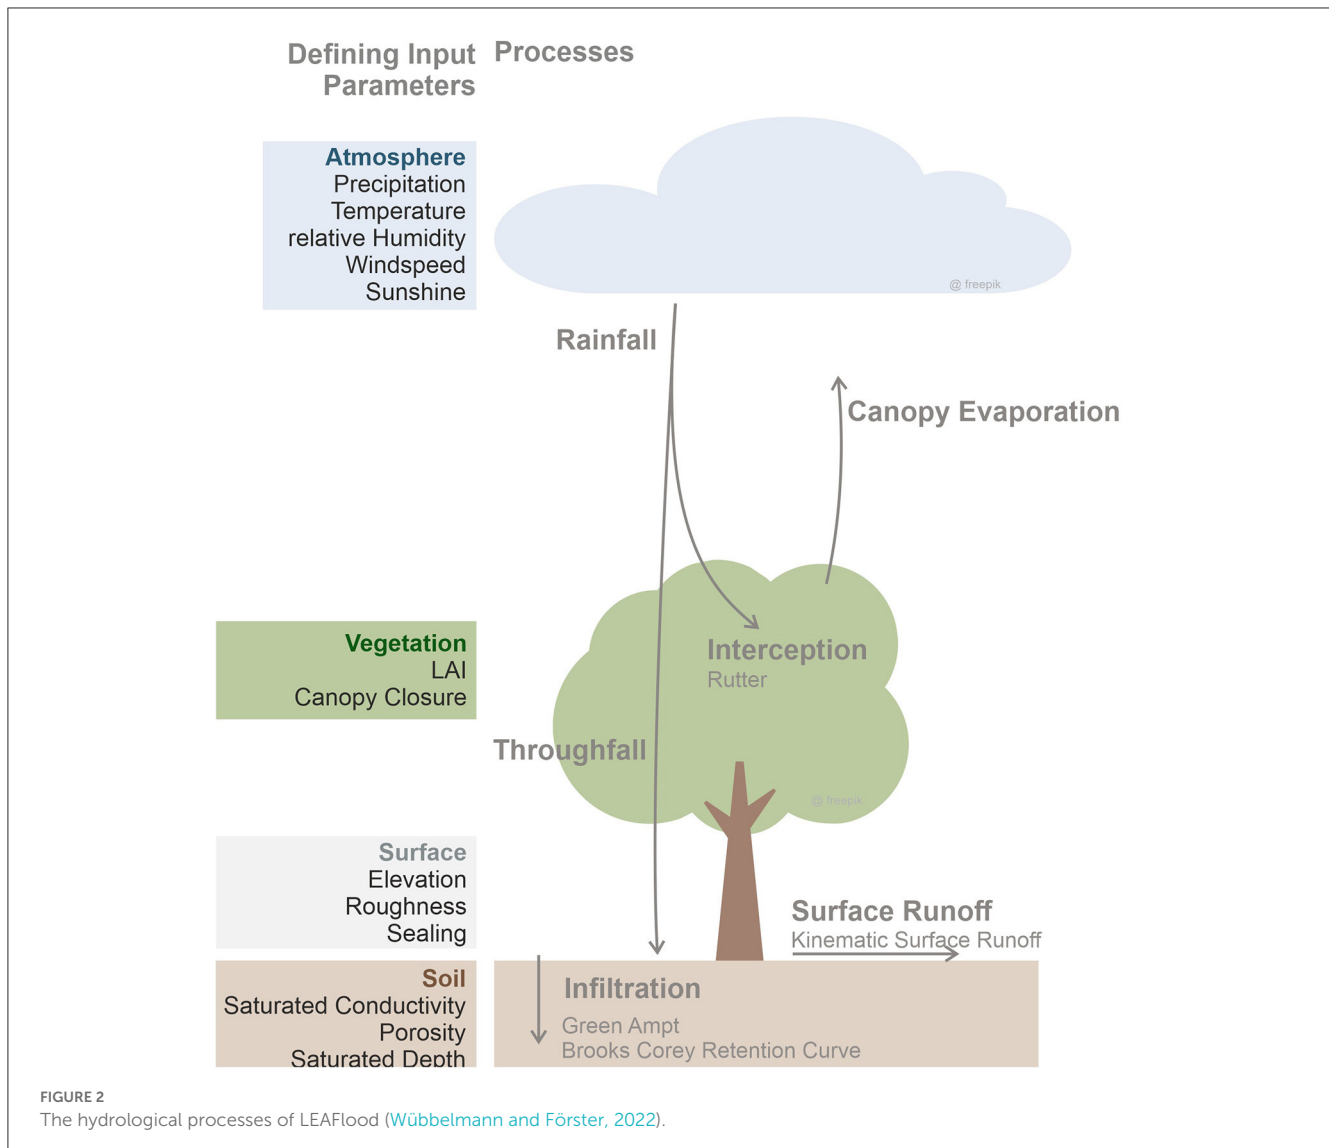 Defining Input
Parameters
Processes
Atmosphere
Precipitation
Temperature
relative Humidity
Windspeed
Sunshine
@ freepik
Rainfall
Canopy Evaporation
Vegetation
LAI
Canopy Closure
Interception
Rutter
Throughfall
@ freepik
Surface
Elevation
Roughness
Sealing
Surface Runoff
Kinematic Surface Runoff
Soil
Saturated Conductivity
Porosity
Saturated Depth
Infiltration
Green Ampt
Brooks Corey Retention Curve
FIGURE 2
The hydrological processes of LEAFlood (Wübbelmann and Förster, 2022).